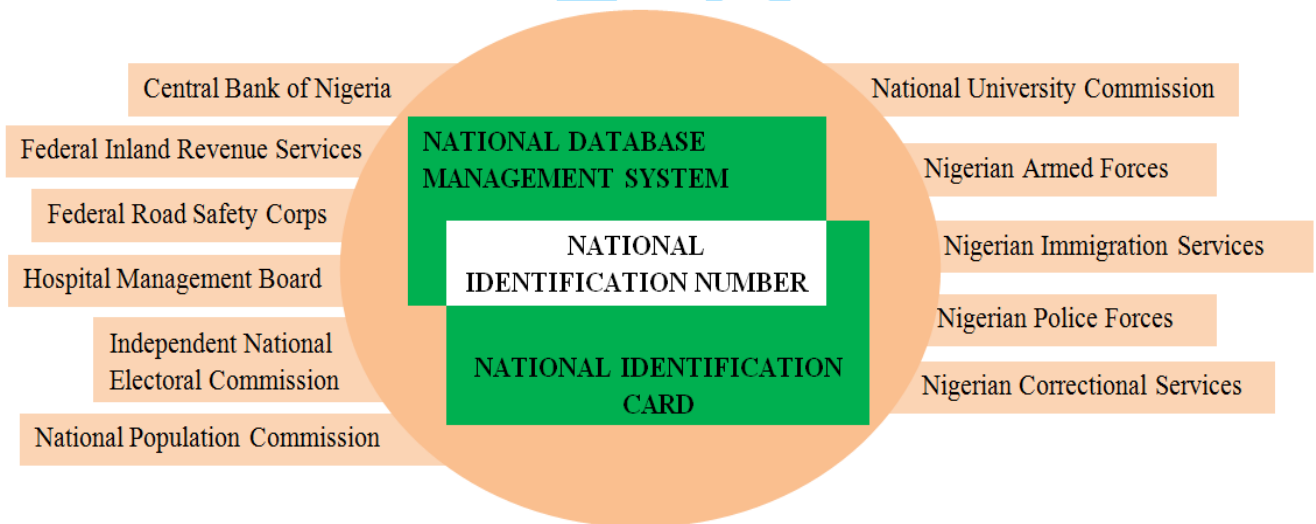 Central Bank of Nigeria
Federal Inland Revenue Services
Federal Road Safety Corps
Hospital Management Board
Independent National
Electoral Commission
National Population Commission
NATIONAL DATABASE
MANAGEMENT SYSTEM
NATIONAL
IDENTIFICATION NUMBER
NATIONAL IDENTIFICATION
CARD
National University Commission
Nigerian Armed Forces
Nigerian Immigration Services
Nigerian Police Forces
Nigerian Correctional Services